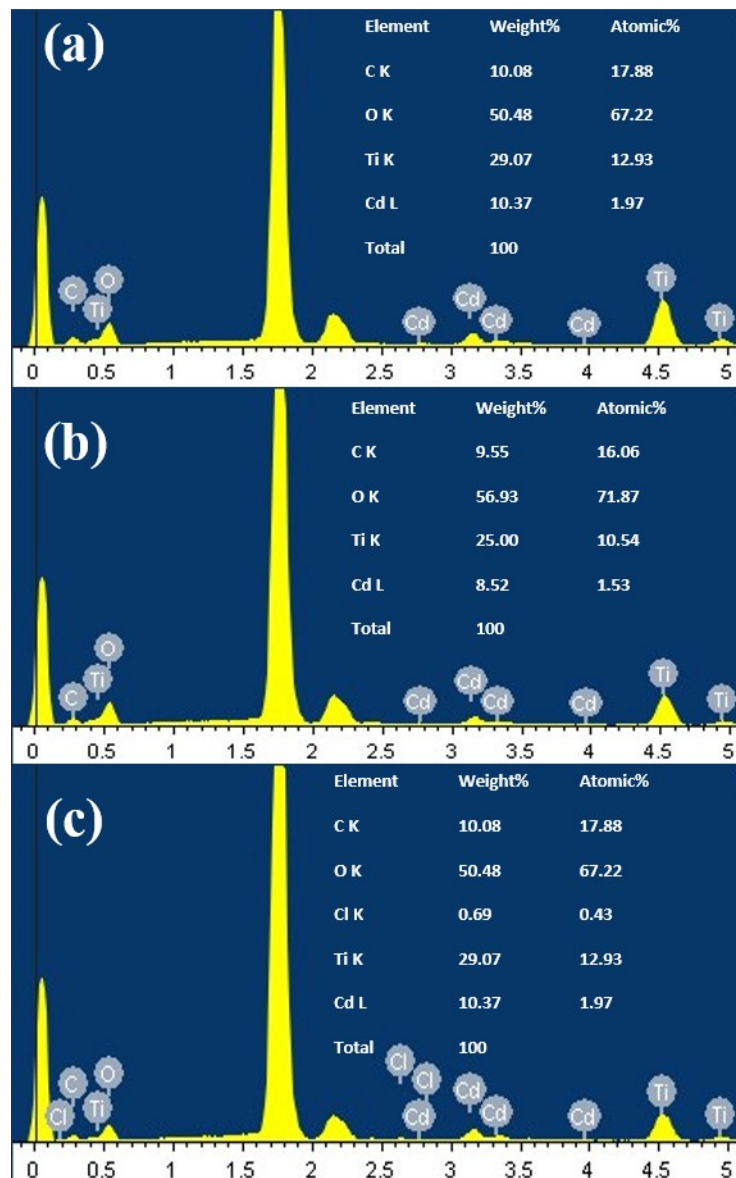 (a)
Element Weight% Atomic%
C K 10.08 17.88
O K 50.48 67.22
Ti K 29.07 12.93
Cd L 10.37 1.97
Total 100
C Ti O Cd Cd Cd Cd Ti Ti
0 0.5 1 1.5 2 2.5 3 3.5 4 4.5 5
(b)
Element Weight% Atomic%
C K 9.55 16.06
O K 56.93 71.87
Ti K 25.00 10.54
Cd L 8.52 1.53
Total 100
C Ti O Cd Cd Cd Cd Ti Ti
0 0.5 1 1.5 2 2.5 3 3.5 4 4.5 5
(c)
Element Weight% Atomic%
C K 10.08 17.88
O K 50.48 67.22
Cl K 0.69 0.43
Ti K 29.07 12.93
Cd L 10.37 1.97
Total 100
Cl C Ti O Cl Cd Cl Cd Cd Cd Ti Ti
0 0.5 1 1.5 2 2.5 3 3.5 4 4.5 5